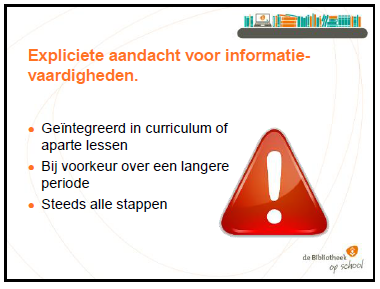 Expliciete aandacht voor informatie-
vaardigheden.
Geïntegreerd in curriculum of
aparte lessen
Bij voorkeur over een langere
periode
Steeds alle stappen
de Bibliotheek
op school